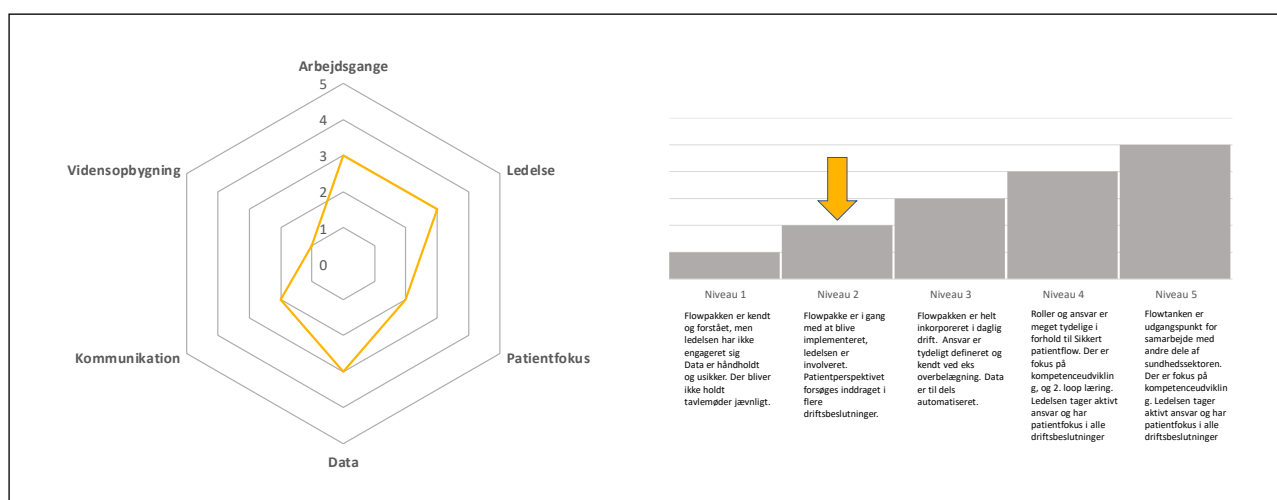 Arbejdsgange
5
4
3
2
1
0
Vidensopbygning
Ledelse
Kommunikation
Patientfokus
Data
Niveau 1
Niveau 2
Niveau 3
Niveau 4
Niveau 5
Flowpakken er kendt
og forstået, men
ledelsen har ikke
engageret sig
Data er håndholdt
og usikker. Der bliver
ikke holdt
tavlemøder jævnligt.
Flowpakke er i gang
med at blive
implementeret,
ledelsen er
involveret.
Patientperspektivet
forsøges inddraget i
flere
driftsbeslutninger.
Flowpakken er helt
inkorporeret i daglig
drift.  Ansvar er
tydeligt defineret og
kendt ved eks
overbelægning. Data
er til dels
automatiseret.
Roller og ansvar er
meget tydelige i
forhold til Sikkert
patientflow. Der er
fokus på
kompetenceudviklin
g, og 2. loop læring.
Ledelsen tager aktivt
ansvar og har
patientfokus i alle
driftsbeslutninger
Flowtanken er
udgangspunkt for
samarbejde med
andre dele af
sundhedssektoren.
Der er fokus på
kompetenceudviklin
g. Ledelsen tager
aktivt ansvar og har
patientfokus i alle
driftsbeslutninger